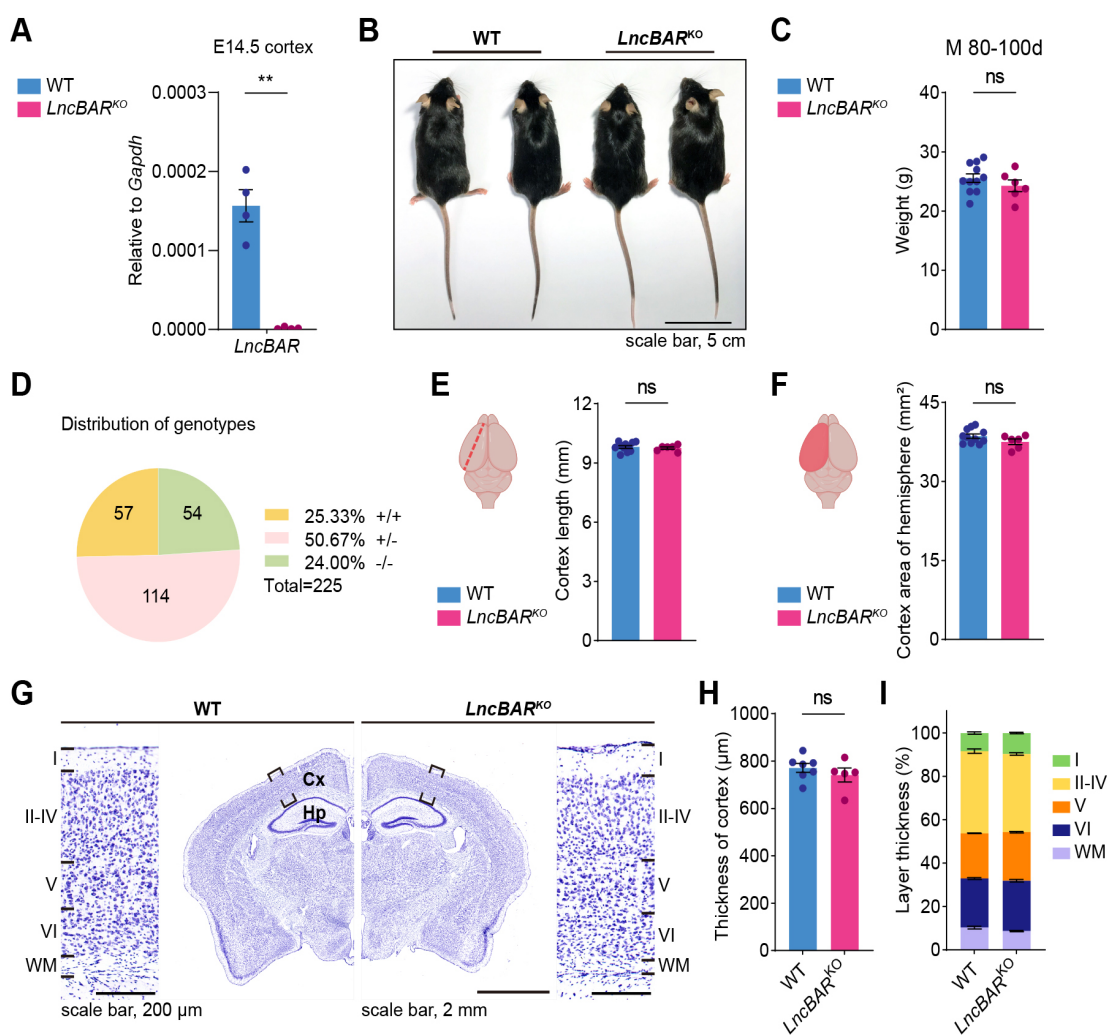 A
E14.5 cortex
WT
LncBAR^KO
**
Relative to Gapdh
0.0003
0.0002
0.0001
0.0000
LncBAR
B
WT
LncBAR^KO
scale bar, 5 cm
C
M 80-100d
WT
LncBAR^KO
ns
Weight (g)
40
30
20
10
0
D
Distribution of genotypes
57
54
114
25.33% +/+
50.67% +/-
24.00% -/-
Total=225
E
WT
LncBAR^KO
ns
Cortex length (mm)
12
9
6
3
0
F
WT
LncBAR^KO
ns
Cortex area of hemisphere (mm²)
45
30
15
0
G
WT
LncBAR^KO
I
II-IV
V
VI
WM
Cx
Hp
I
II-IV
V
VI
WM
scale bar, 200 µm
scale bar, 2 mm
H
ns
Thickness of cortex (µm)
1000
800
600
400
200
0
WT
LncBAR^KO
I
Layer thickness (%)
100
80
60
40
20
0
WT
LncBAR^KO
I
II-IV
V
VI
WM